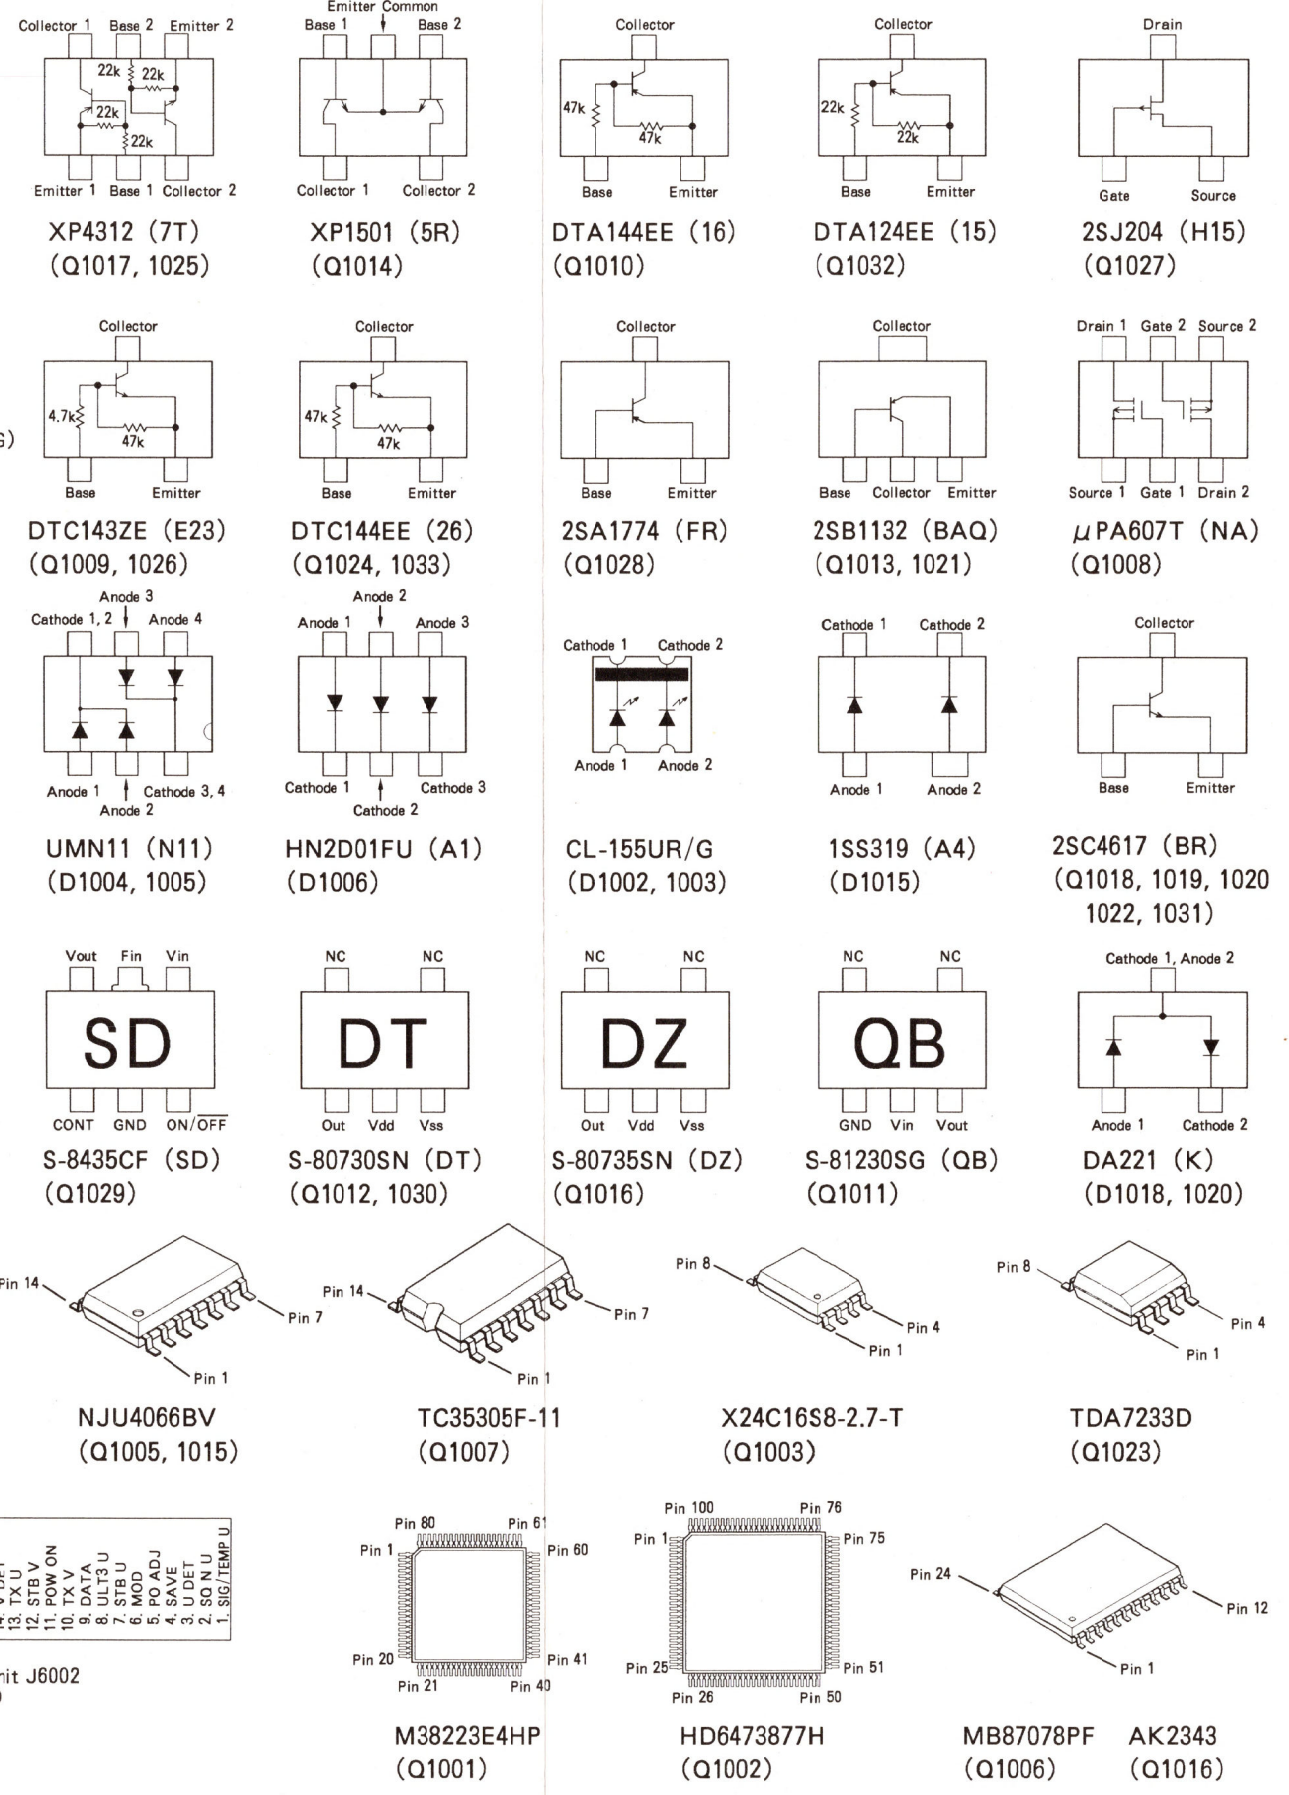 Emitter Common
Collector 1 Base 2 Emitter 2
Base 1 Base 2
Collector
Collector
Drain
22k 22k
22k
22k
47k
47k
22k
22k
Emitter 1 Base 1 Collector 2
Collector 1 Collector 2
Base Emitter
Base Emitter
Gate Source
XP4312 (7T)
(Q1017, 1025)
XP1501 (5R)
(Q1014)
DTA144EE (16)
(Q1010)
DTA124EE (15)
(Q1032)
2SJ204 (H15)
(Q1027)
Collector
Collector
Collector
Collector
Drain 1 Gate 2 Source 2
4.7k
47k
47k
47k
Base Emitter
Base Emitter
Base Emitter
Base Collector Emitter
Source 1 Gate 1 Drain 2
DTC143ZE (E23)
(Q1009, 1026)
DTC144EE (26)
(Q1024, 1033)
2SA1774 (FR)
(Q1028)
2SB1132 (BAQ)
(Q1013, 1021)
μPA607T (NA)
(Q1008)
Anode 3
Cathode 1, 2 Anode 4
Anode 2
Anode 1 Anode 3
Cathode 1 Cathode 2
Cathode 1 Cathode 2
Collector
Anode 1 Cathode 3, 4
Anode 2
Cathode 1 Cathode 3
Cathode 2
Anode 1 Anode 2
Anode 1 Anode 2
Base Emitter
UMN11 (N11)
(D1004, 1005)
HN2D01FU (A1)
(D1006)
CL-155UR/G
(D1002, 1003)
1SS319 (A4)
(D1015)
2SC4617 (BR)
(Q1018, 1019, 1020
1022, 1031)
Vout Fin Vin
NC NC
NC NC
NC NC
Cathode 1, Anode 2
SD
DT
DZ
QB
CONT GND ON/OFF
Out Vdd Vss
Out Vdd Vss
GND Vin Vout
Anode 1 Cathode 2
S-8435CF (SD)
(Q1029)
S-80730SN (DT)
(Q1012, 1030)
S-80735SN (DZ)
(Q1016)
S-81230SG (QB)
(Q1011)
DA221 (K)
(D1018, 1020)
Pin 14
Pin 7
Pin 1
Pin 14
Pin 7
Pin 1
Pin 8
Pin 4
Pin 1
Pin 8
Pin 4
Pin 1
NJU4066BV
(Q1005, 1015)
TC35305F-11
(Q1007)
X24C16S8-2.7-T
(Q1003)
TDA7233D
(Q1023)
13. TX U
12. STB V
11. POW ON
10. TX V
9. DATA
8. ULT3 U
7. STB U
6. MOD
5. PO ADJ
4. SAVE
3. U DET
2. SQ N U
1. SIG/TEMP U
J6002
Pin 80 Pin 61
Pin 1 Pin 60
Pin 20 Pin 41
Pin 21 Pin 40
Pin 100 Pin 76
Pin 1 Pin 75
Pin 25 Pin 51
Pin 26 Pin 50
Pin 24
Pin 12
Pin 1
M38223E4HP
(Q1001)
HD6473877H
(Q1002)
MB87078PF
(Q1006)
AK2343
(Q1016)